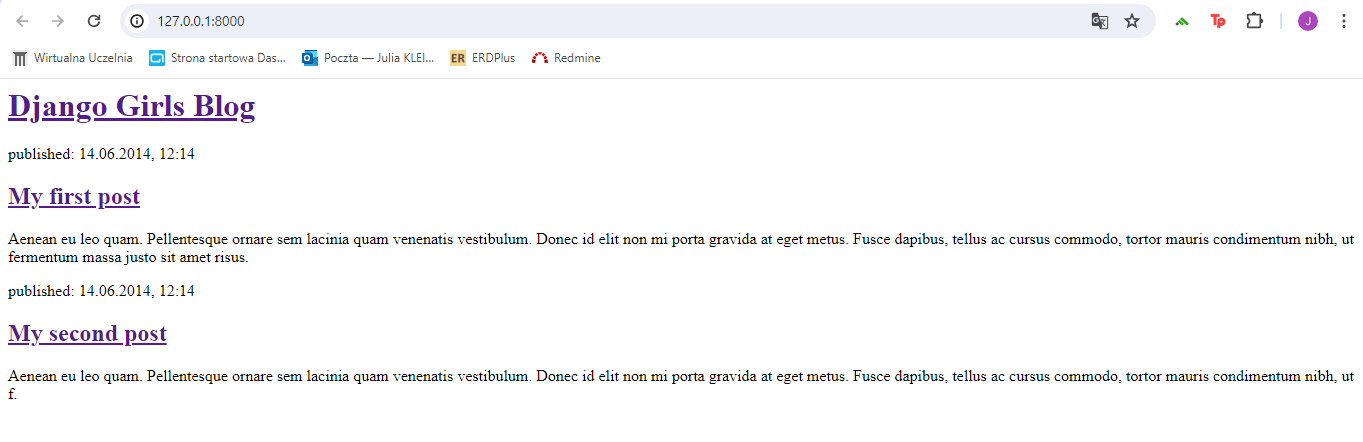 127.0.0.1:8000
Wirtualna Uczelnia Strona startowa Das... Poczta — Julia KLEI... ER ERDPlus Redmine
Tp J
Django Girls Blog
published: 14.06.2014, 12:14
My first post
Aenean eu leo quam. Pellentesque ornare sem lacinia quam venenatis vestibulum. Donec id elit non mi porta gravida at eget metus. Fusce dapibus, tellus ac cursus commodo, tortor mauris condimentum nibh, ut
fermentum massa justo sit amet risus.
published: 14.06.2014, 12:14
My second post
Aenean eu leo quam. Pellentesque ornare sem lacinia quam venenatis vestibulum. Donec id elit non mi porta gravida at eget metus. Fusce dapibus, tellus ac cursus commodo, tortor mauris condimentum nibh, ut
f.